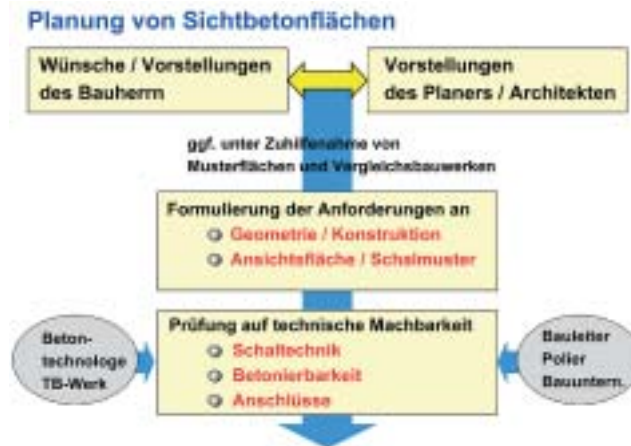 Planung von Sichtbetonflächen
Wünsche / Vorstellungen
des Bauherrn
Vorstellungen
des Planers / Architekten
ggf. unter Zuhilfenahme von
Musterflächen und Vergleichsbauwerken
Formulierung der Anforderungen an
Geometrie / Konstruktion
Ansichtsfläche / Schalmuster
Prüfung auf technische Machbarkeit
Schaltechnik
Betonierbarkeit
Anschlüsse
Beton-
technologe
TB-Werk
Bauleiter
Polier
Bauuntern.